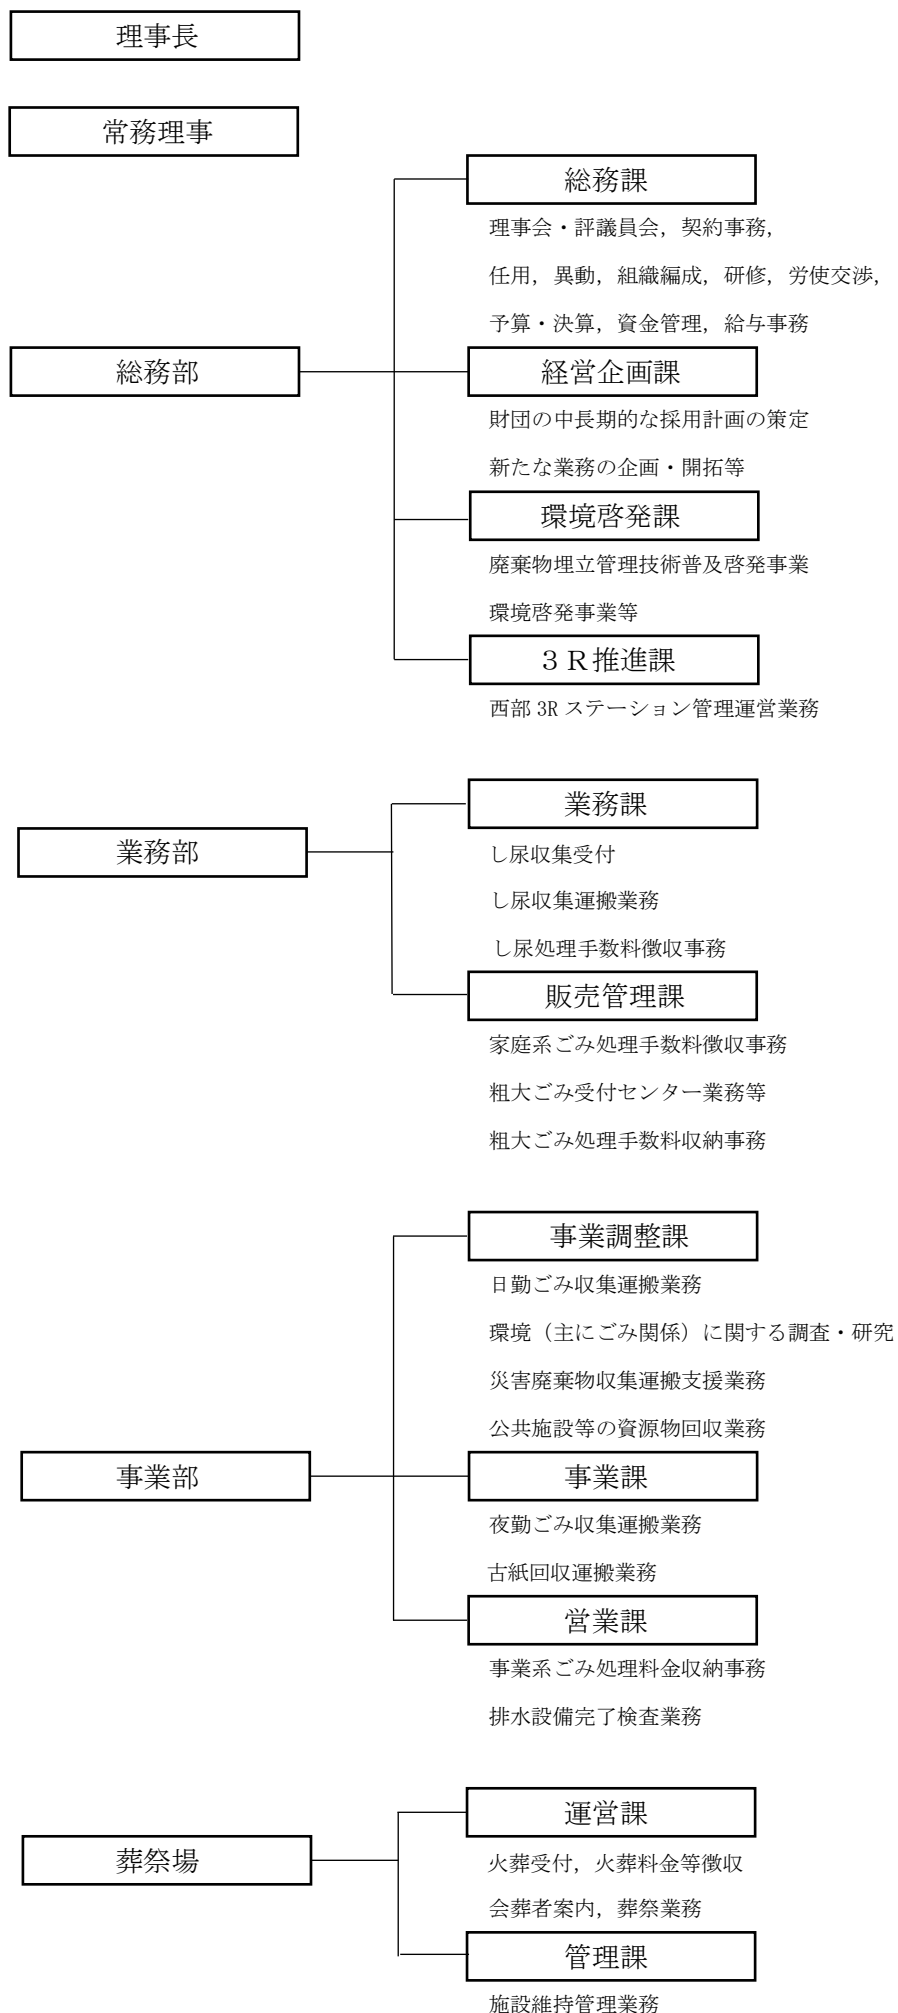 理事長
常務理事
総務課
理事会・評議員会，契約事務，
任用，異動，組織編成，研修，労使交渉，
予算・決算，資金管理，給与事務
総務部
経営企画課
財団の中長期的な採用計画の策定
新たな業務の企画・開拓等
環境啓発課
廃棄物埋立管理技術普及啓発事業
環境啓発事業等
３Ｒ推進課
西部 3R ステーション管理運営業務
業務課
業務部
し尿収集受付
し尿収集運搬業務
し尿処理手数料徴収事務
販売管理課
家庭系ごみ処理手数料徴収事務
粗大ごみ受付センター業務等
粗大ごみ処理手数料収納事務
事業調整課
日勤ごみ収集運搬業務
環境（主にごみ関係）に関する調査・研究
災害廃棄物収集運搬支援業務
公共施設等の資源物回収業務
事業部
事業課
夜勤ごみ収集運搬業務
古紙回収運搬業務
営業課
事業系ごみ処理料金収納事務
排水設備完了検査業務
運営課
葬祭場
火葬受付，火葬料金等徴収
会葬者案内，葬祭業務
管理課
施設維持管理業務